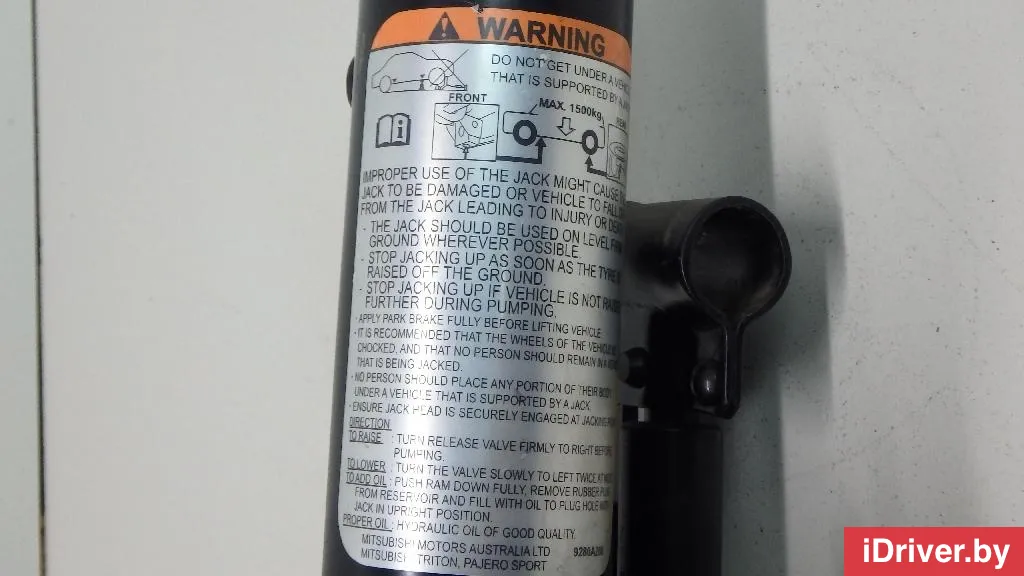 WARNING
DO NOT GET UNDER A VEHICLE
THAT IS SUPPORTED BY A
FRONT
MAX. 1500kg
i
IMPROPER USE OF THE JACK MIGHT CAUSE
JACK TO BE DAMAGED OR VEHICLE TO FALL
FROM THE JACK LEADING TO INJURY OR
- THE JACK SHOULD BE USED ON LEVEL
GROUND WHEREVER POSSIBLE.
- STOP JACKING UP AS SOON AS THE TYRE
RAISED OFF THE GROUND.
- STOP JACKING UP IF VEHICLE IS NOT
FURTHER DURING PUMPING.
· APPLY PARK BRAKE FULLY BEFORE LIFTING VEHICLE.
· IT IS RECOMMENDED THAT THE WHEELS OF THE VEHICLE
CHOCKED, AND THAT NO PERSON SHOULD REMAIN IN A
THAT IS BEING JACKED.
· NO PERSON SHOULD PLACE ANY PORTION OF THEIR BODY
UNDER A VEHICLE THAT IS SUPPORTED BY A JACK
· ENSURE JACK HEAD IS SECURELY ENGAGED AT JACKING
DIRECTION
TO RAISE : TURN RELEASE VALVE FIRMLY TO RIGHT BEFORE
PUMPING.
TO LOWER : TURN THE VALVE SLOWLY TO LEFT TWICE AT
TO ADD OIL : PUSH RAM DOWN FULLY, REMOVE RUBBER
FROM RESERVOIR AND FILL WITH OIL TO PLUG HOLE
JACK IN UPRIGHT POSITION.
PROPER OIL : HYDRAULIC OIL OF GOOD QUALITY.
MITSUBISHI MOTORS AUSTRALIA LTD 9280A200
MITSUBISHI TRITON, PAJERO SPORT
iDriver.by